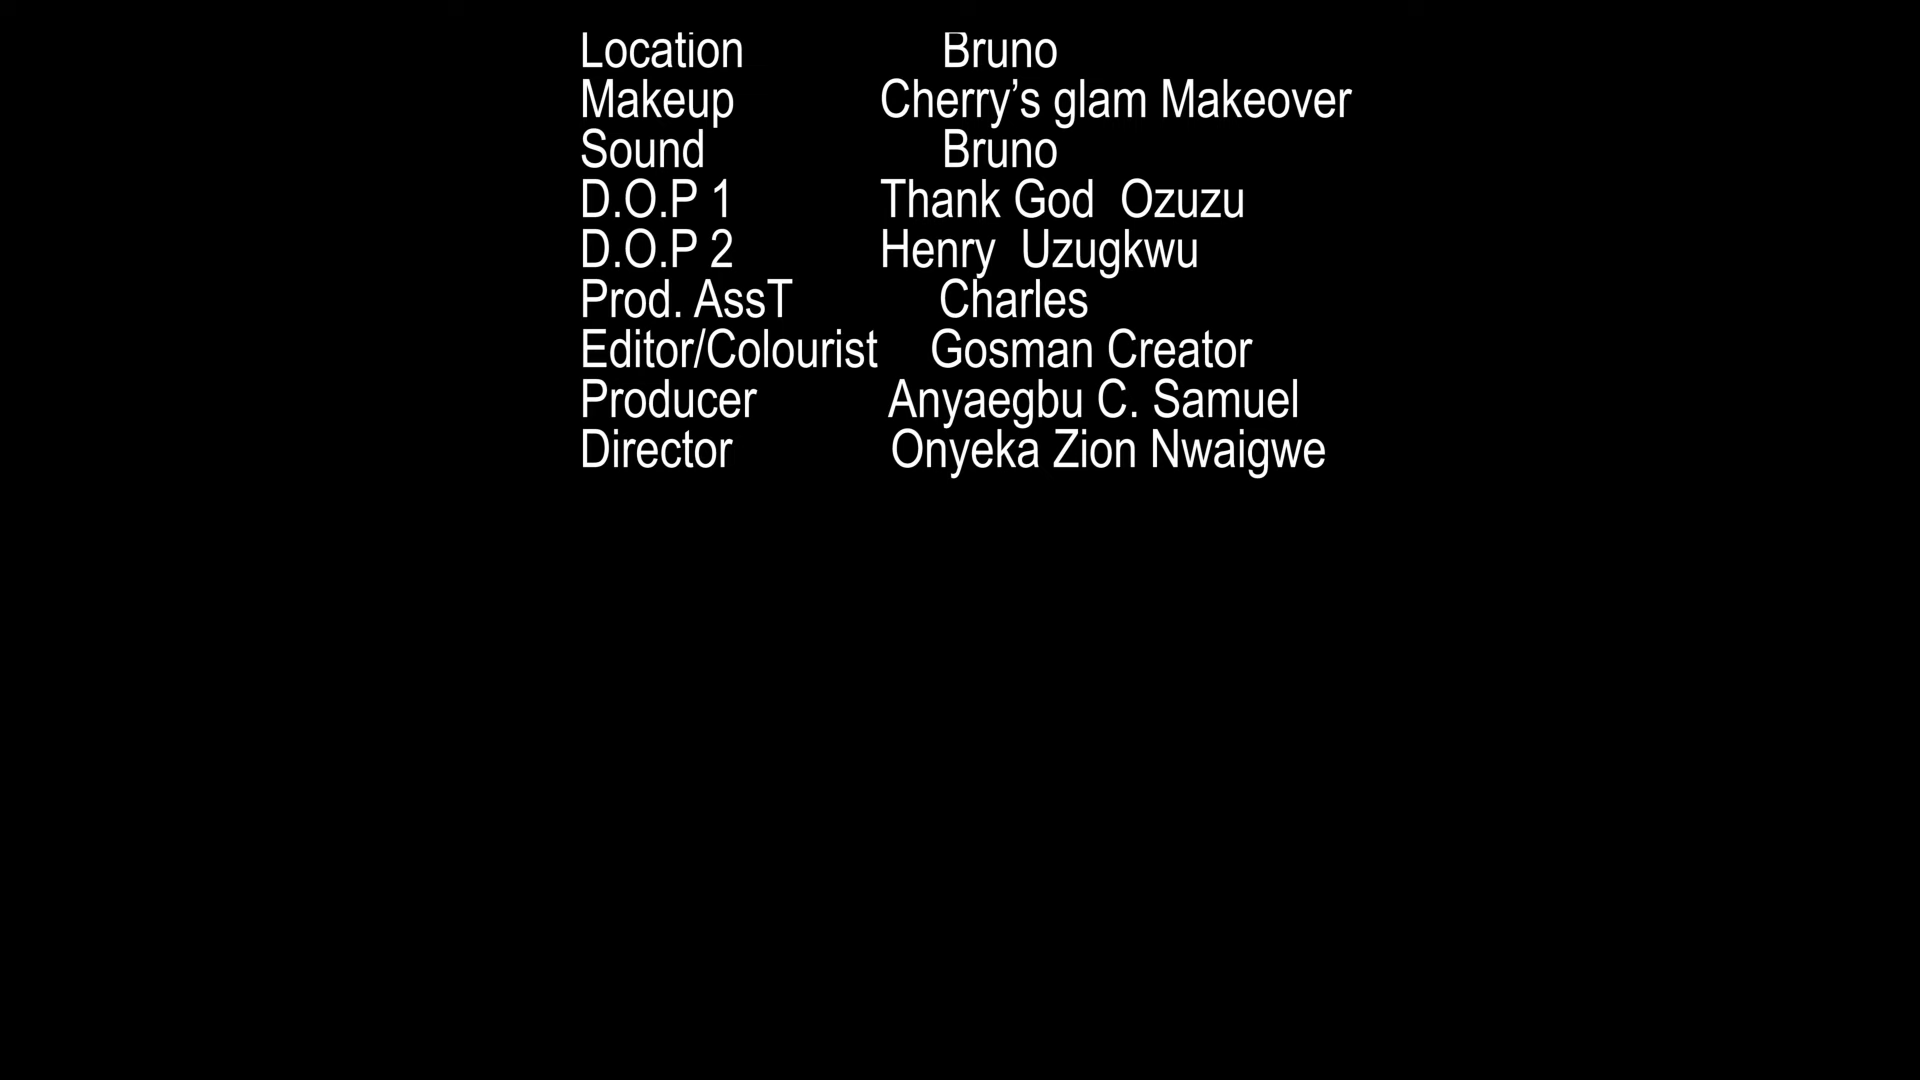 Location Bruno
Makeup Cherry’s glam Makeover
Sound Bruno
D.O.P 1 Thank God Ozuzu
D.O.P 2 Henry Uzugkwu
Prod. AssT Charles
Editor/Colourist Gosman Creator
Producer Anyaegbu C. Samuel
Director Onyeka Zion Nwaigwe